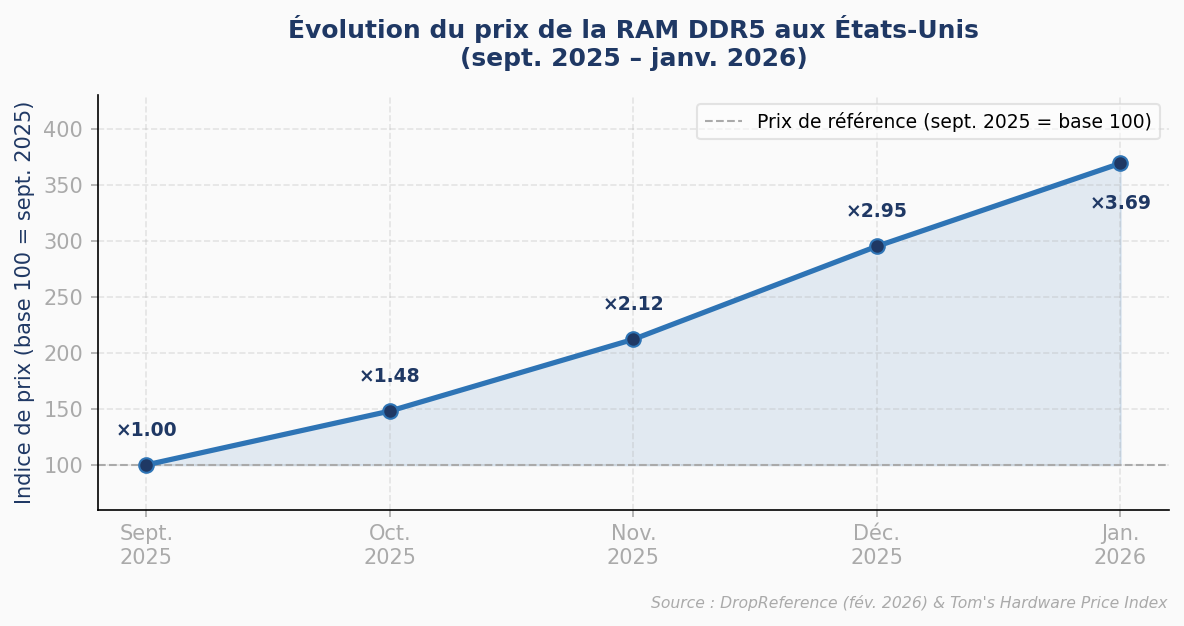 Évolution du prix de la RAM DDR5 aux États-Unis
(sept. 2025 – janv. 2026)
Indice de prix (base 100 = sept. 2025)
400
350
300
250
200
150
100
Prix de référence (sept. 2025 = base 100)
×1.00
×1.48
×2.12
×2.95
×3.69
Sept.
2025
Oct.
2025
Nov.
2025
Déc.
2025
Jan.
2026
Source : DropReference (fév. 2026) & Tom's Hardware Price Index